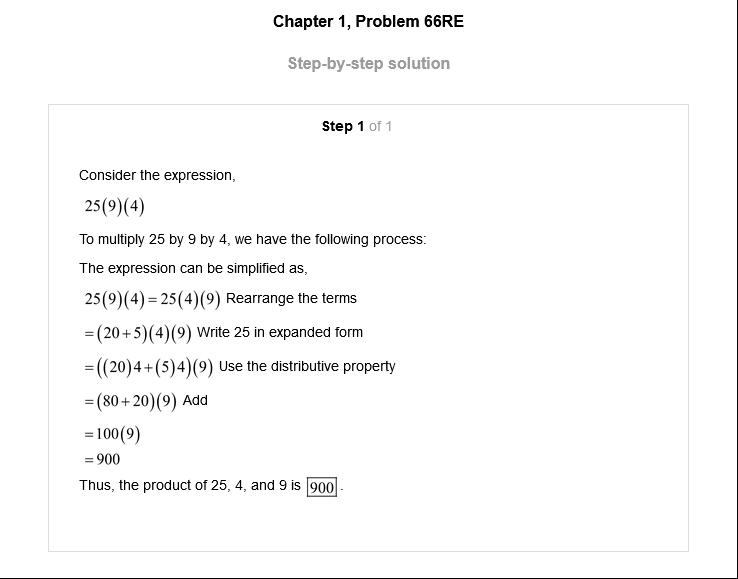 Chapter 1, Problem 66RE
Step-by-step solution
Step 1 of 1
Consider the expression,
25(9)(4)
To multiply 25 by 9 by 4, we have the following process:
The expression can be simplified as,
25(9)(4)=25(4)(9) Rearrange the terms
=(20+5)(4)(9) Write 25 in expanded form
=((20)4+(5)4)(9) Use the distributive property
=(80+20)(9) Add
=100(9)
=900
Thus, the product of 25, 4, and 9 is 900.